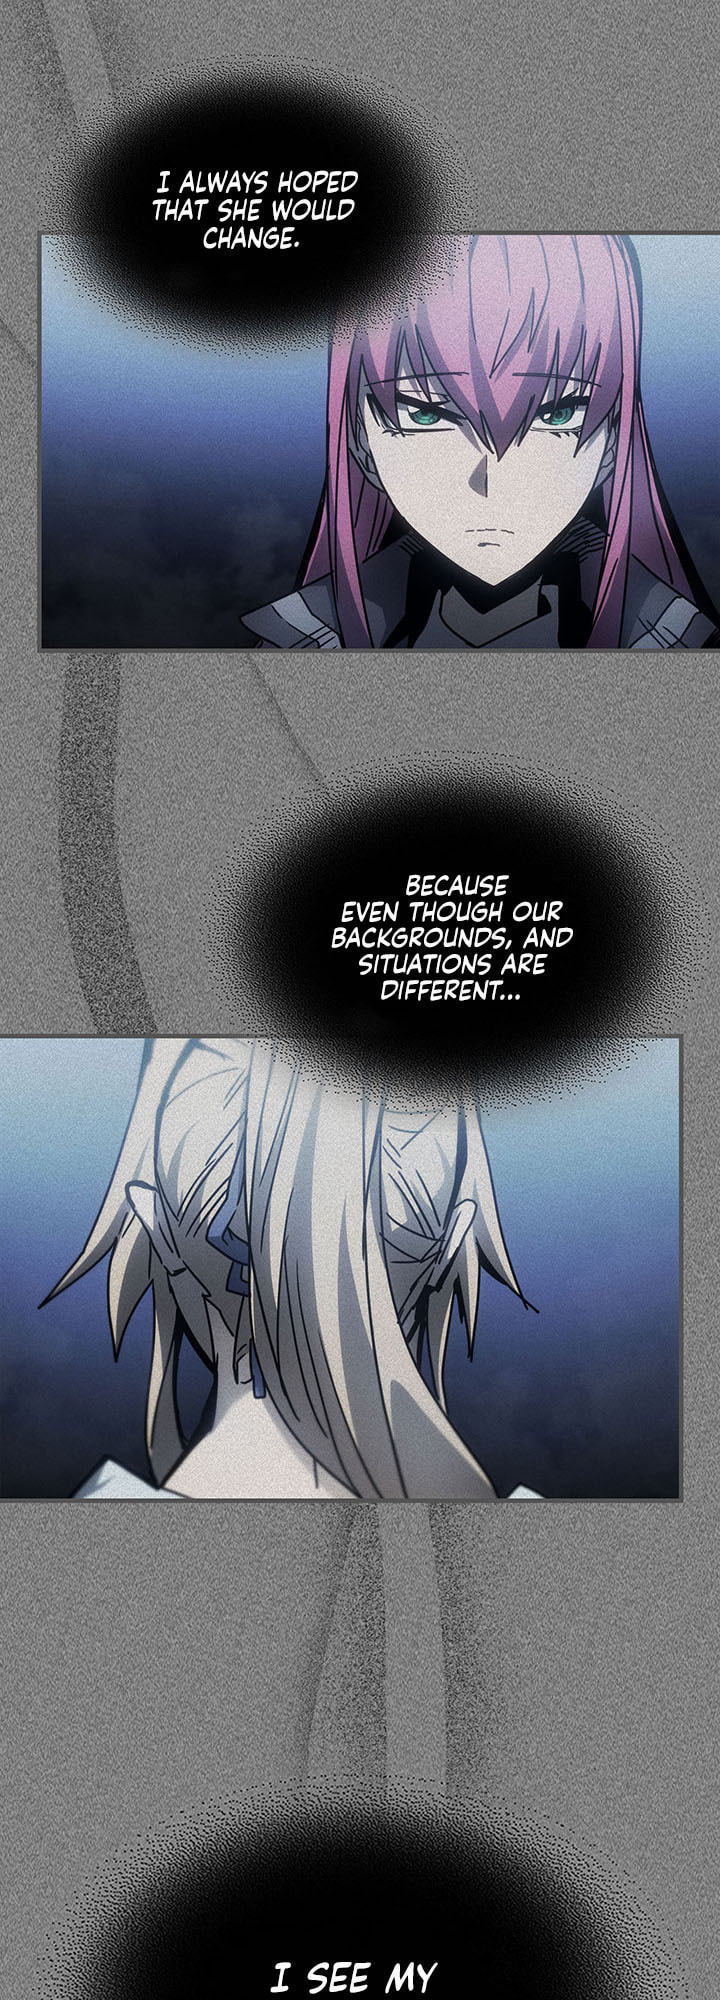 I ALWAYS HOPED
THAT SHE WOULD
CHANGE.
BECAUSE
EVEN THOUGH OUR
BACKGROUNDS, AND
SITUATIONS ARE
DIFFERENT...
I SEE MY